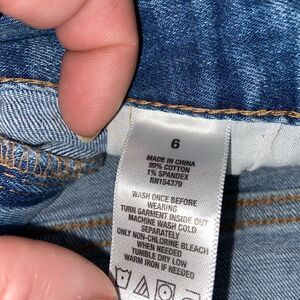 6
MADE IN CHINA
99% COTTON
1% SPANDEX
RN154379
WASH ONCE BEFORE
WEARING
TURN GARMENT INSIDE OUT
MACHINE WASH COLD
SEPARATELY
ONLY NON-CHLORINE BLEACH
WHEN NEEDED
TUMBLE DRY LOW
WARM IRON IF NEEDED